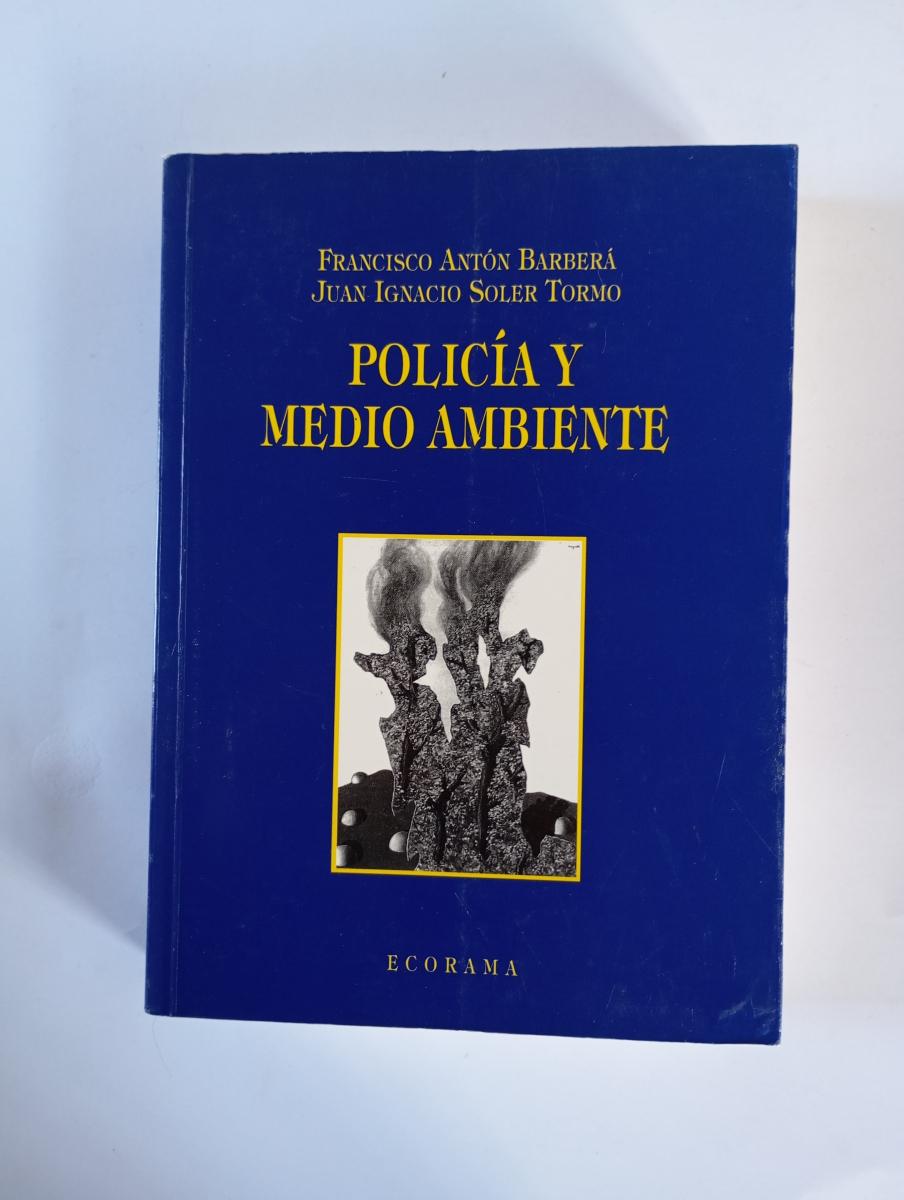 FRANCISCO ANTÓN BARBERÁ
JUAN IGNACIO SOLER TORMO
POLICÍA Y
MEDIO AMBIENTE
ECORAMA